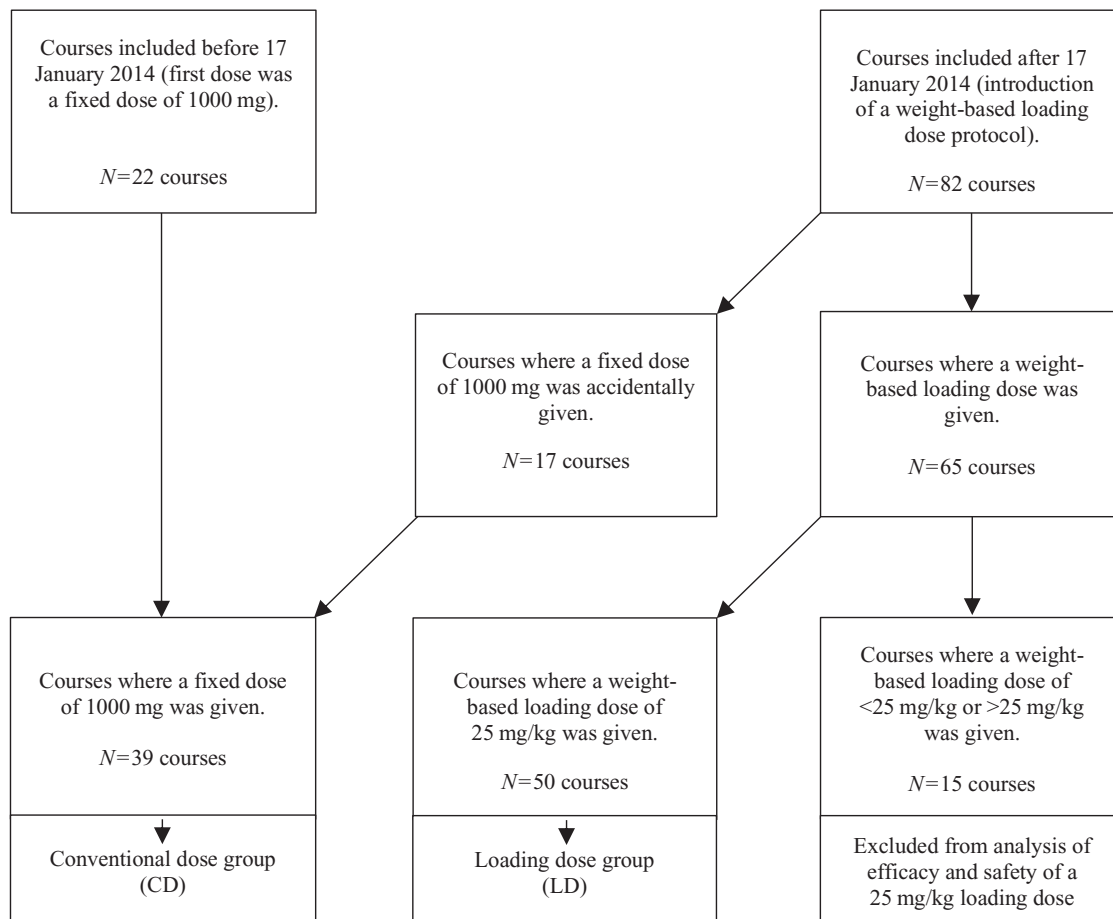 Courses included before 17
January 2014 (first dose was
a fixed dose of 1000 mg).
N=22 courses
Courses included after 17
January 2014 (introduction
of a weight-based loading
dose protocol).
N=82 courses
Courses where a fixed dose
of 1000 mg was accidentally
given.
N=17 courses
Courses where a weight-
based loading dose was
given.
N=65 courses
Courses where a fixed dose
of 1000 mg was given.
N=39 courses
Conventional dose group
(CD)
Courses where a weight-
based loading dose of
25 mg/kg was given.
N=50 courses
Loading dose group
(LD)
Courses where a weight-
based loading dose of
<25 mg/kg or >25 mg/kg
was given.
N=15 courses
Excluded from analysis of
efficacy and safety of a
25 mg/kg loading dose